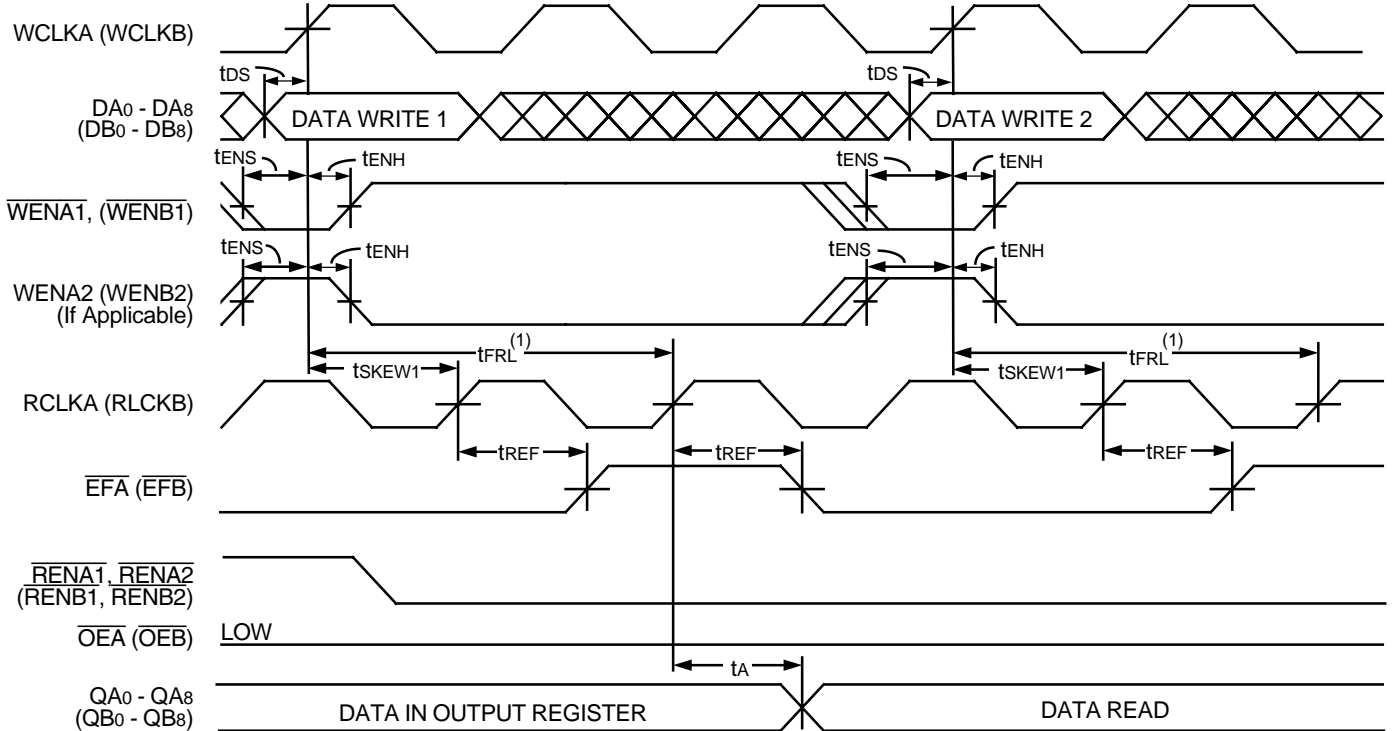 WCLKA (WCLKB)
tDS
tDS
DA0 - DA8
(DB0 - DB8)
DATA WRITE 1
DATA WRITE 2
tENS
tENH
tENS
tENH
WENA1, (WENB1)
tENS
tENH
tENS
tENH
WENA2 (WENB2)
(If Applicable)
tFRL(1)
tFRL(1)
tSKEW1
tSKEW1
RCLKA (RLCKB)
tREF
tREF
tREF
EFA (EFB)
RENA1, RENA2
(RENB1, RENB2)
OEA (OEB)
LOW
tA
QA0 - QA8
(QB0 - QB8)
DATA IN OUTPUT REGISTER
DATA READ